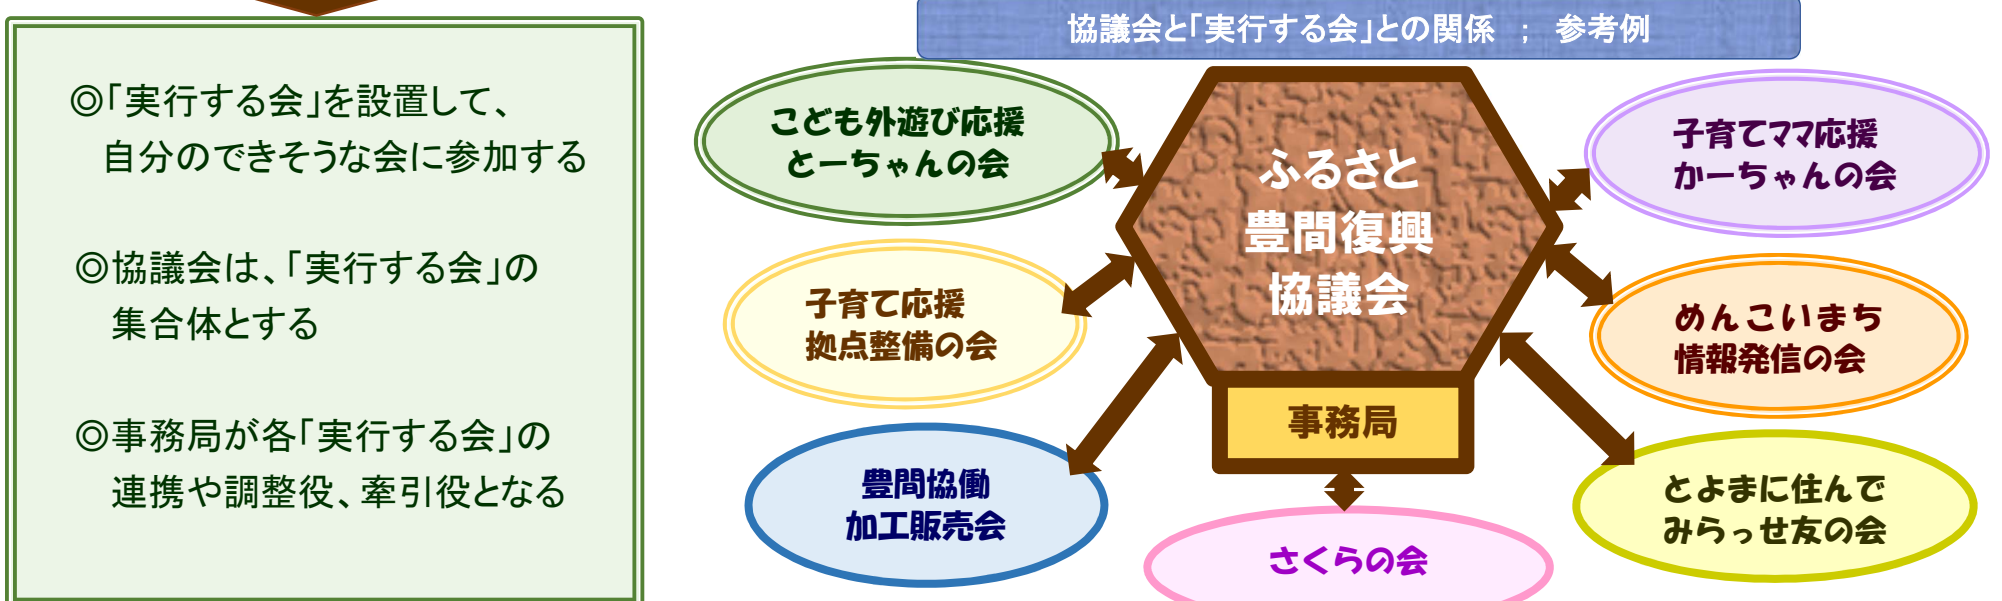 ◎「実行する会」を設置して、
自分のできそうな会に参加する
◎協議会は、「実行する会」の
集合体とする
◎事務局が各「実行する会」の
連携や調整役、牽引役となる
協議会と「実行する会」との関係 ； 参考例
こども外遊び応援
とーちゃんの会
子育て応援
拠点整備の会
豊間協働
加工販売会
ふるさと
豊間復興
協議会
事務局
さくらの会
子育てママ応援
かーちゃんの会
めんこいまち
情報発信の会
とよまに住んで
みらっせ友の会